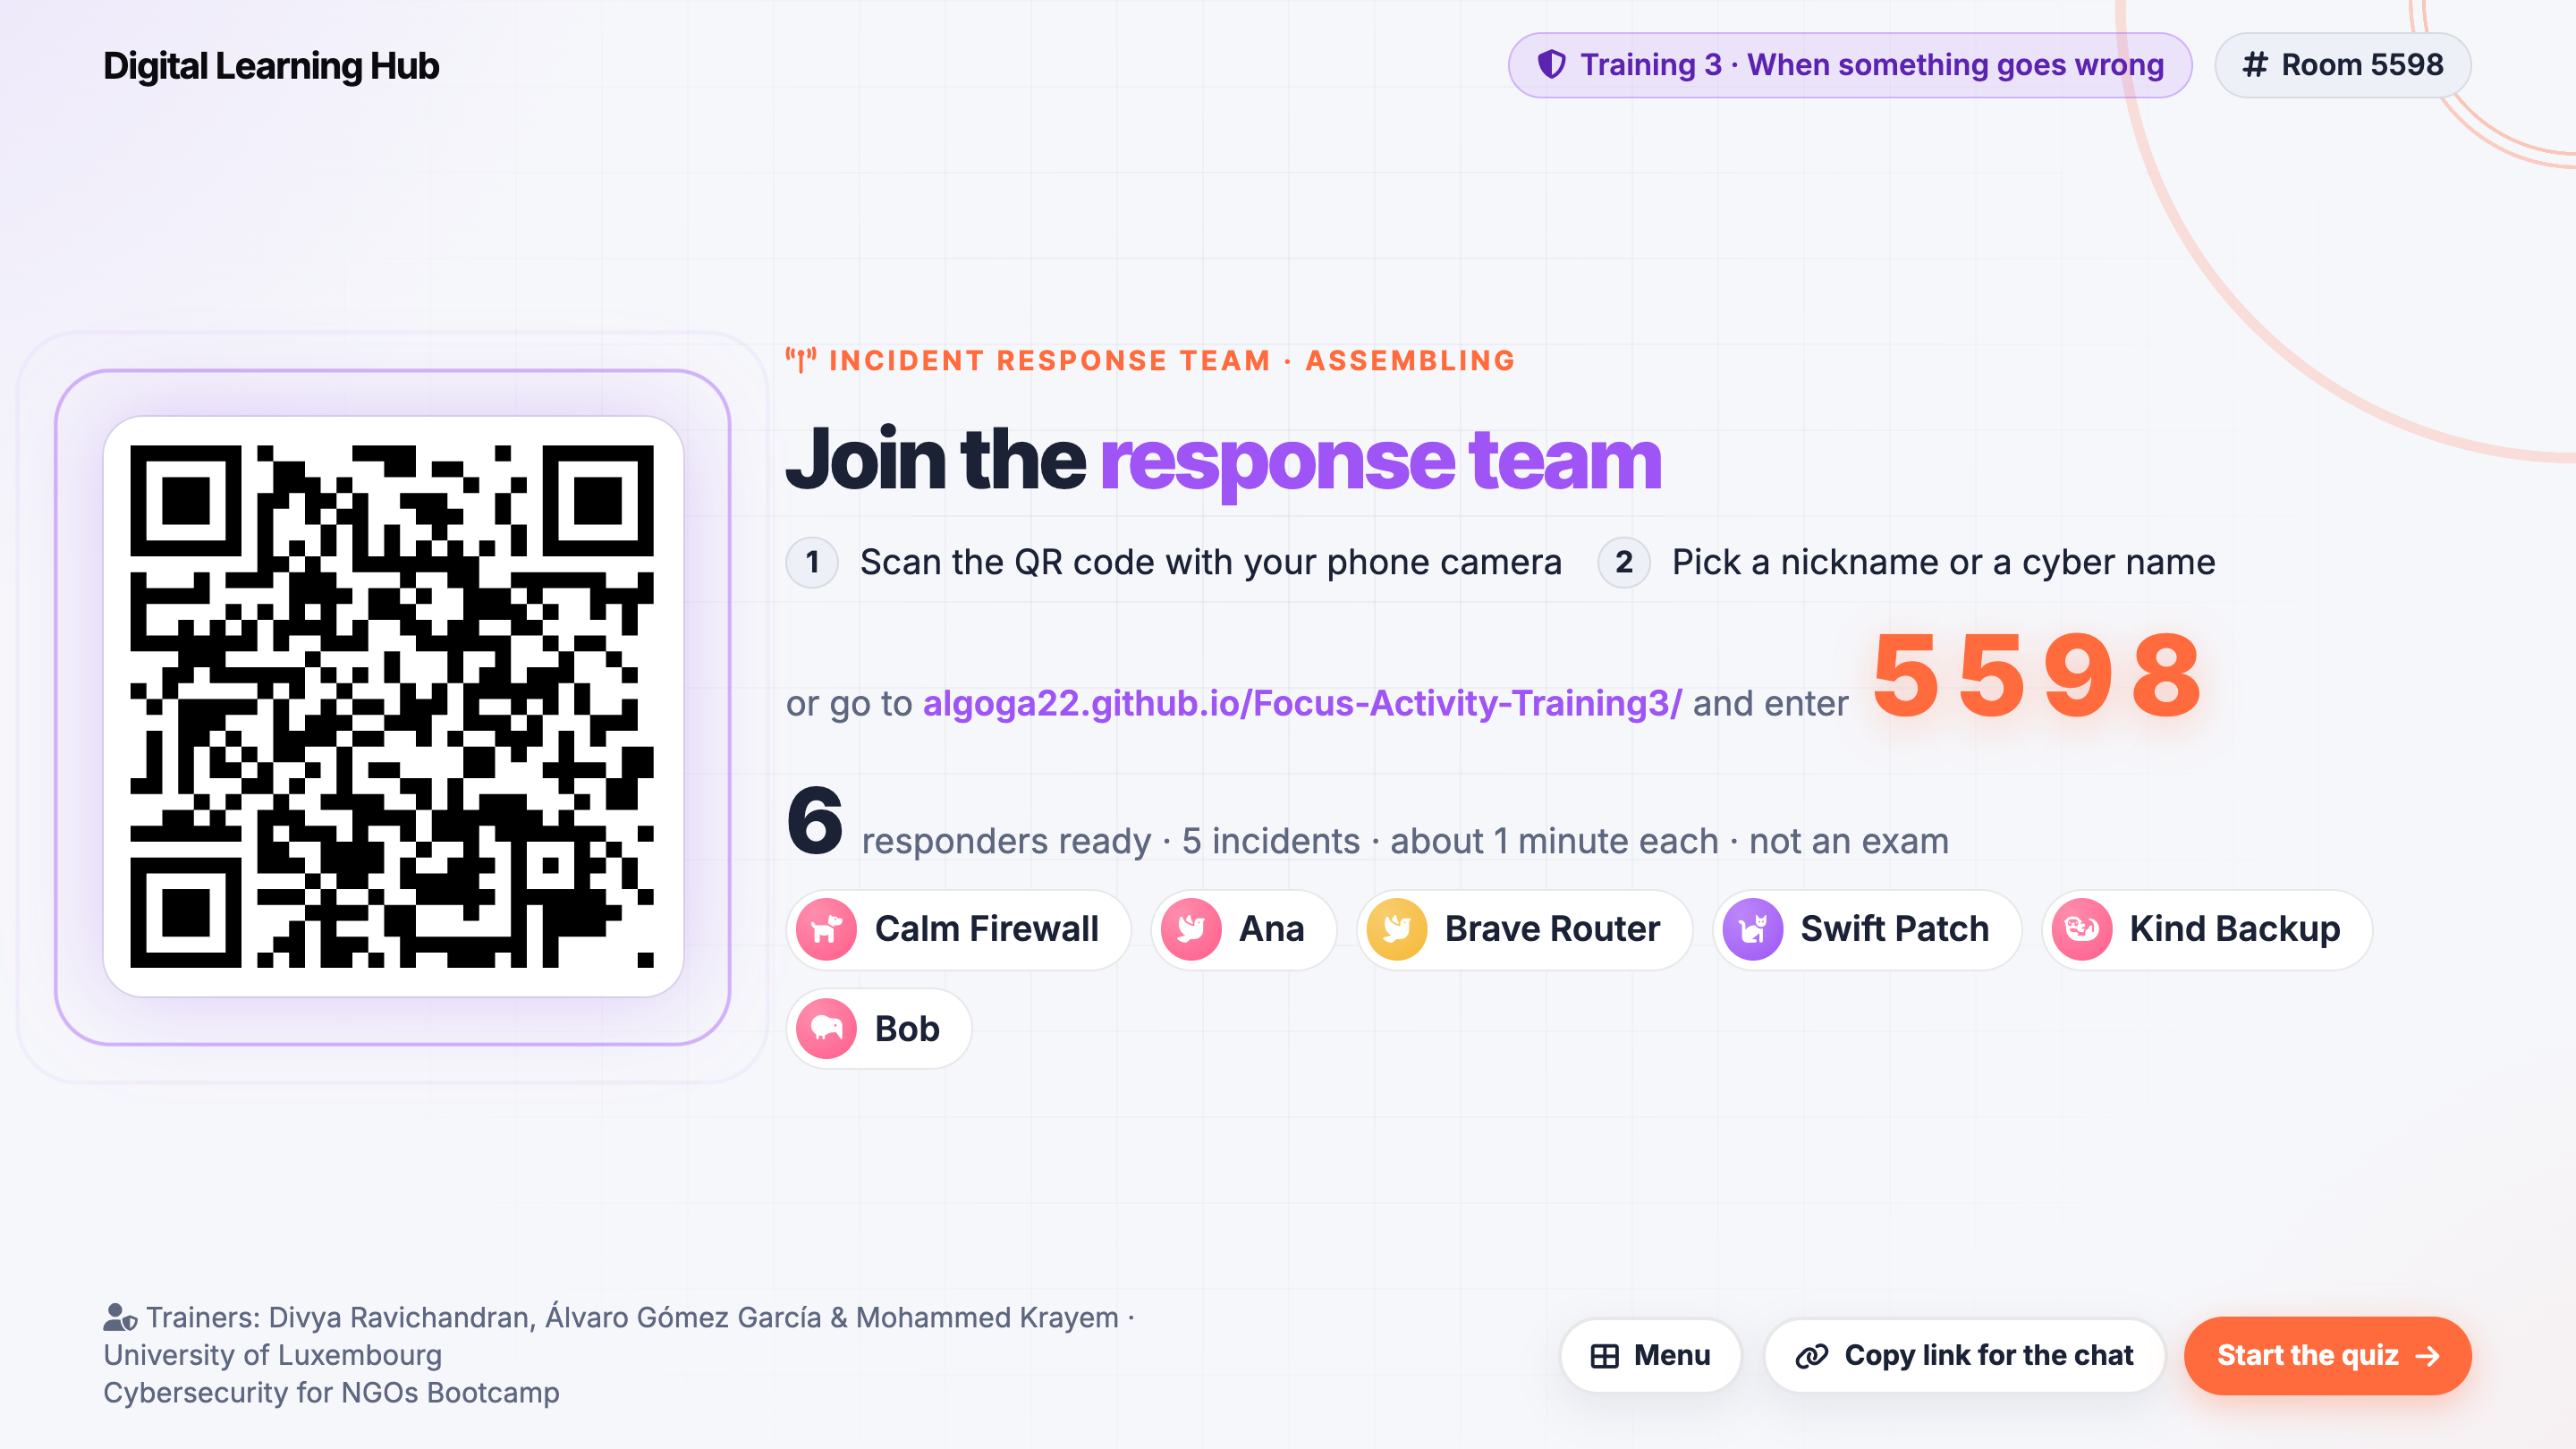 Digital Learning Hub
Training 3 · When something goes wrong
# Room 5598
INCIDENT RESPONSE TEAM · ASSEMBLING
Join the response team
1 Scan the QR code with your phone camera 2 Pick a nickname or a cyber name
or go to algoga22.github.io/Focus-Activity-Training3/ and enter 5598
6 responders ready · 5 incidents · about 1 minute each · not an exam
Calm Firewall Ana Brave Router Swift Patch Kind Backup
Bob
Trainers: Divya Ravichandran, Álvaro Gómez García & Mohammed Krayem ·
University of Luxembourg
Cybersecurity for NGOs Bootcamp
Menu Copy link for the chat Start the quiz →